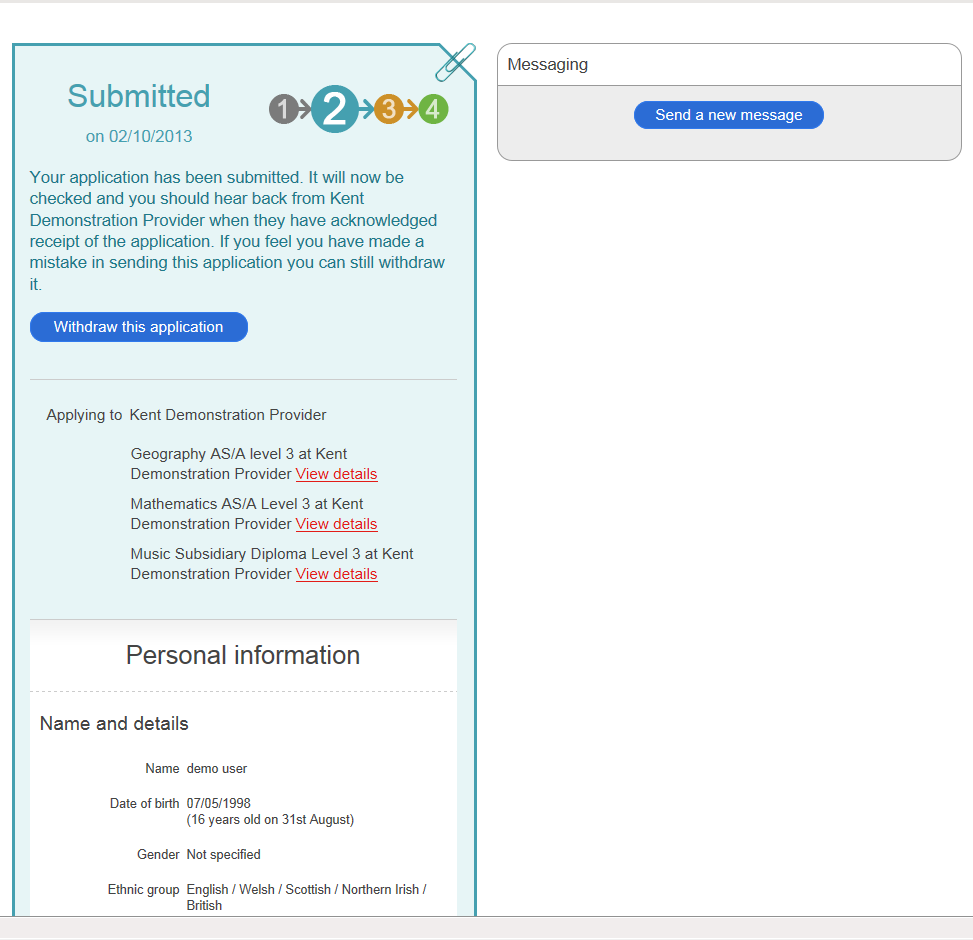 Submitted
1 2 3 4
on 02/10/2013
Your application has been submitted. It will now be
checked and you should hear back from Kent
Demonstration Provider when they have acknowledged
receipt of the application. If you feel you have made a
mistake in sending this application you can still withdraw
it.
Withdraw this application
Applying to Kent Demonstration Provider
Geography AS/A level 3 at Kent
Demonstration Provider View details
Mathematics AS/A Level 3 at Kent
Demonstration Provider View details
Music Subsidiary Diploma Level 3 at Kent
Demonstration Provider View details
Personal information
Name and details
Name demo user
Date of birth 07/05/1998
(16 years old on 31st August)
Gender Not specified
Ethnic group English / Welsh / Scottish / Northern Irish /
British
Messaging
Send a new message